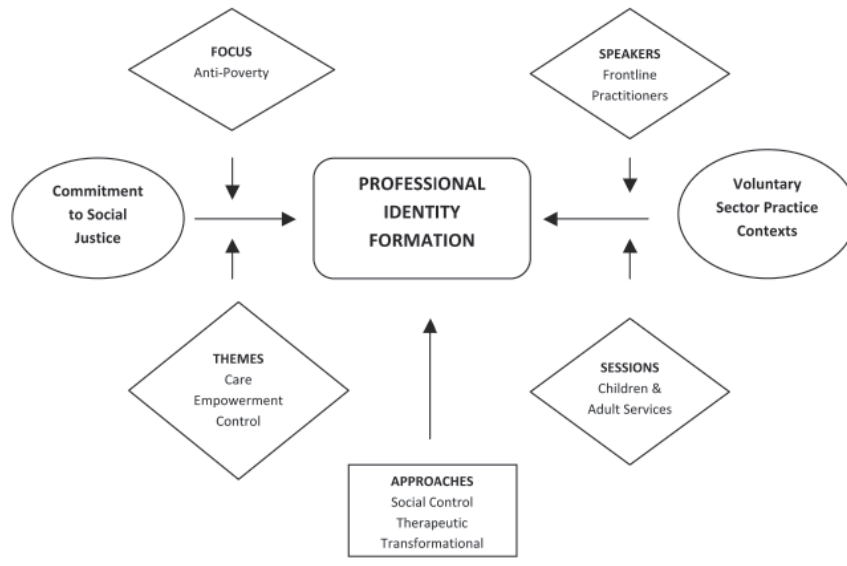 FOCUS
Anti-Poverty
SPEAKERS
Frontline
Practitioners
Commitment
to Social
Justice
PROFESSIONAL
IDENTITY
FORMATION
Voluntary
Sector Practice
Contexts
THEMES
Care
Empowerment
Control
SESSIONS
Children &
Adult Services
APPROACHES
Social Control
Therapeutic
Transformational